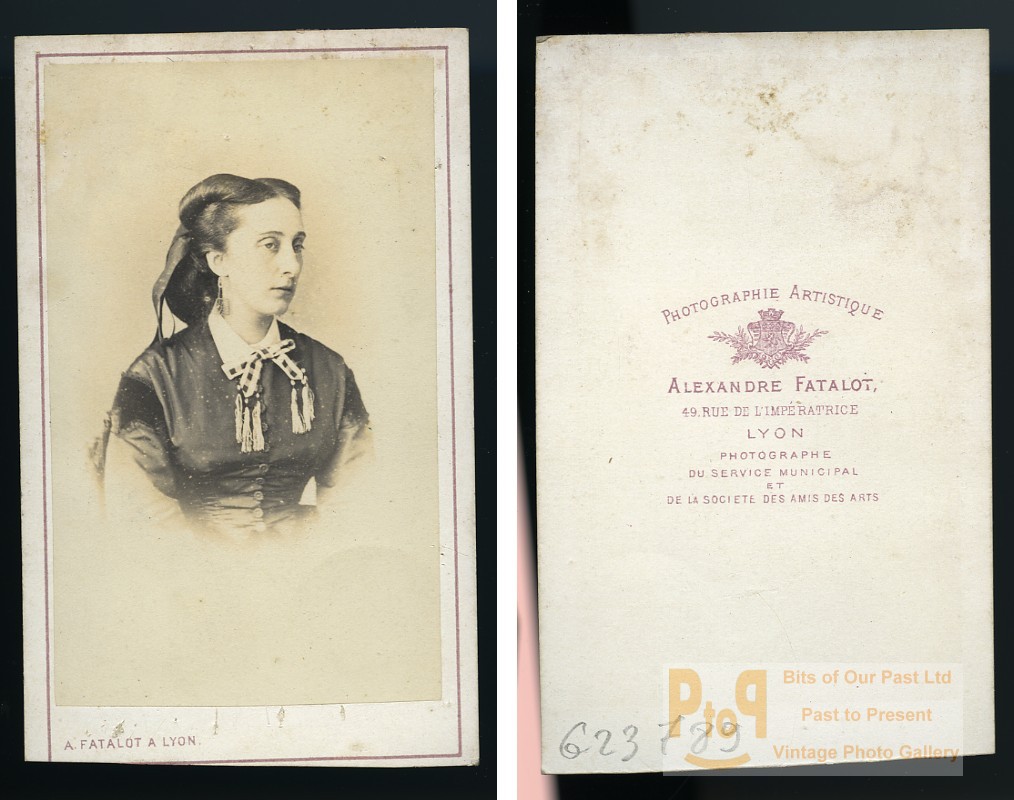 A. FATALOT A LYON.
PHOTOGRAPHIE ARTISTIQUE
ALEXANDRE FATALOT,
49. RUE DE L'IMPÉRATRICE
LYON
PHOTOGRAPHE
DU SERVICE MUNICIPAL
ET
DE LA SOCIETE DES AMIS DES ARTS
623789
PtoP
Bits of Our Past Ltd
Past to Present
Vintage Photo Gallery